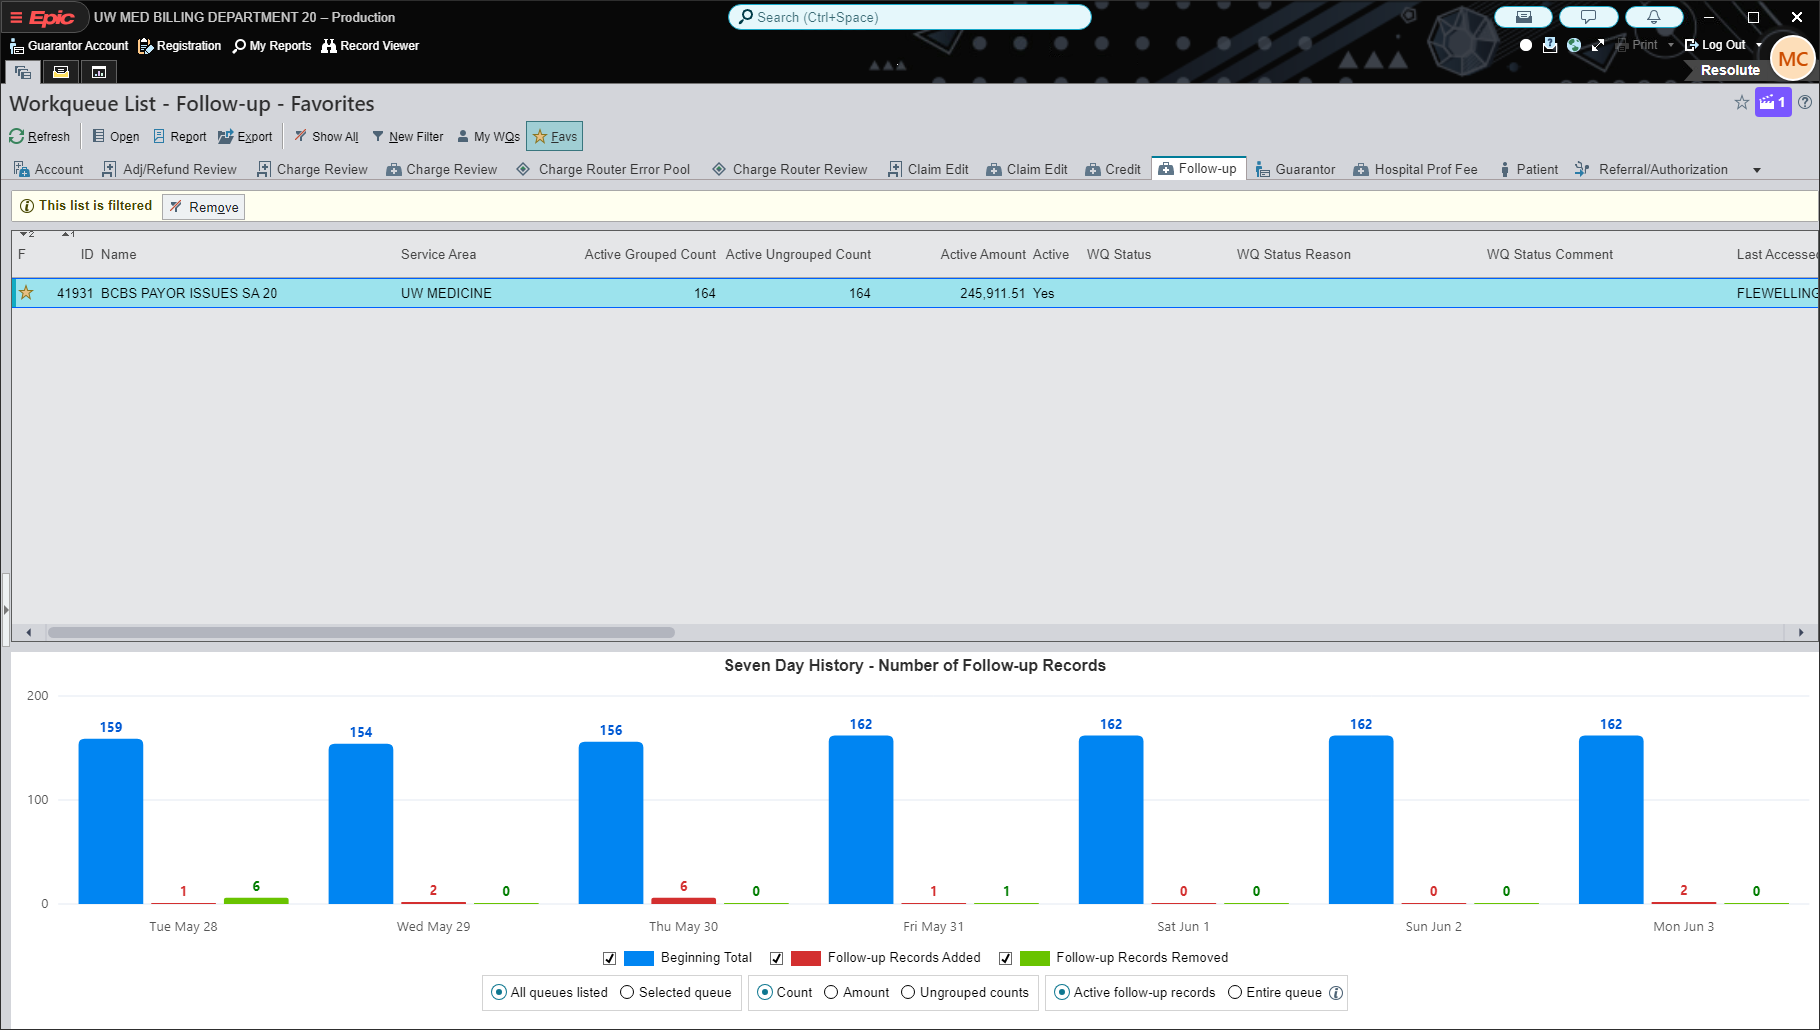 Epic UW MED BILLING DEPARTMENT 20 – Production
Search (Ctrl+Space)
Guarantor Account Registration My Reports Record Viewer
Print Log Out
MC
Resolute
Workqueue List - Follow-up - Favorites
1
Refresh Open Report Export Show All New Filter My WQs Favs
Account Adj/Refund Review Charge Review Charge Review Charge Router Error Pool Charge Router Review Claim Edit Claim Edit Credit Follow-up Guarantor Hospital Prof Fee Patient Referral/Authorization
This list is filtered Remove
2 1
F ID Name Service Area Active Grouped Count Active Ungrouped Count Active Amount Active WQ Status WQ Status Reason WQ Status Comment Last Accessed
41931 BCBS PAYOR ISSUES SA 20 UW MEDICINE 164 164 245,911.51 Yes FLEWELLING
Seven Day History - Number of Follow-up Records
200
159 154 156 162 162 162 162
100
1 6 2 0 6 0 1 1 0 0 0 0 2 0
0
Tue May 28 Wed May 29 Thu May 30 Fri May 31 Sat Jun 1 Sun Jun 2 Mon Jun 3
Beginning Total Follow-up Records Added Follow-up Records Removed
All queues listed Selected queue Count Amount Ungrouped counts Active follow-up records Entire queue